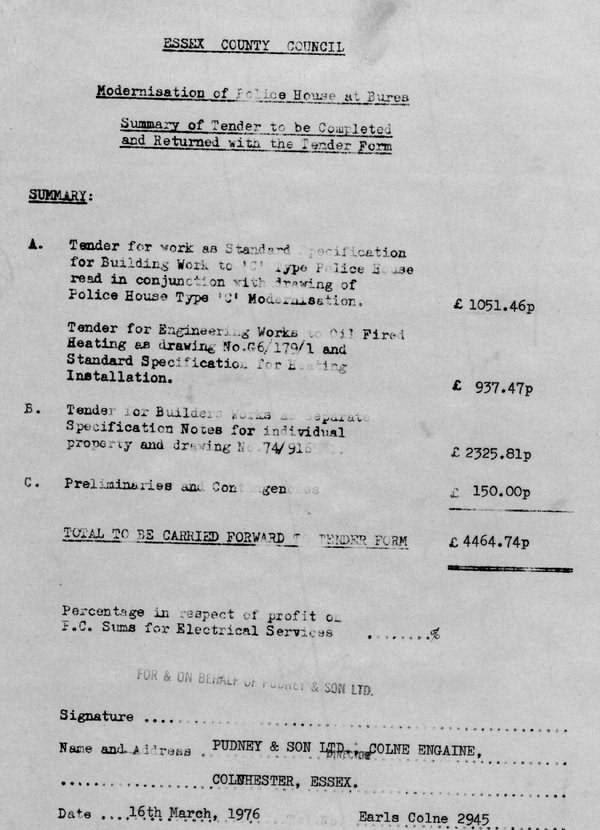 ESSEX COUNTY COUNCIL
Modernisation of Police House at Bures
Summary of Tender to be Completed
and Returned with the Tender Form
SUMMARY:
A. Tender for work as Standard Specification
for Building Work to 'C' Type Police House
read in conjunction with drawing of
Police House Type 'C' Modernisation. £ 1051.46p
Tender for Engineering Works to Oil Fired
Heating as drawing No.G6/179/1 and
Standard Specification for Heating
Installation. £ 937.47p
B. Tender for Builders Works as Separate
Specification Notes for individual
property and drawing No.74/916 £ 2325.81p
C. Preliminaries and Contingencies £ 150.00p
TOTAL TO BE CARRIED FORWARD TO TENDER FORM £ 4464.74p
Percentage in respect of profit on
P.C. Sums for Electrical Services ........%
FOR & ON BEHALF OF PUDNEY & SON LTD.
Signature
Name and Address PUDNEY & SON LTD., COLNE ENGAINE,
DIRECTOR
COLNHESTER, ESSEX.
Date 16th March, 1976 Tel.No. Earls Colne 2945